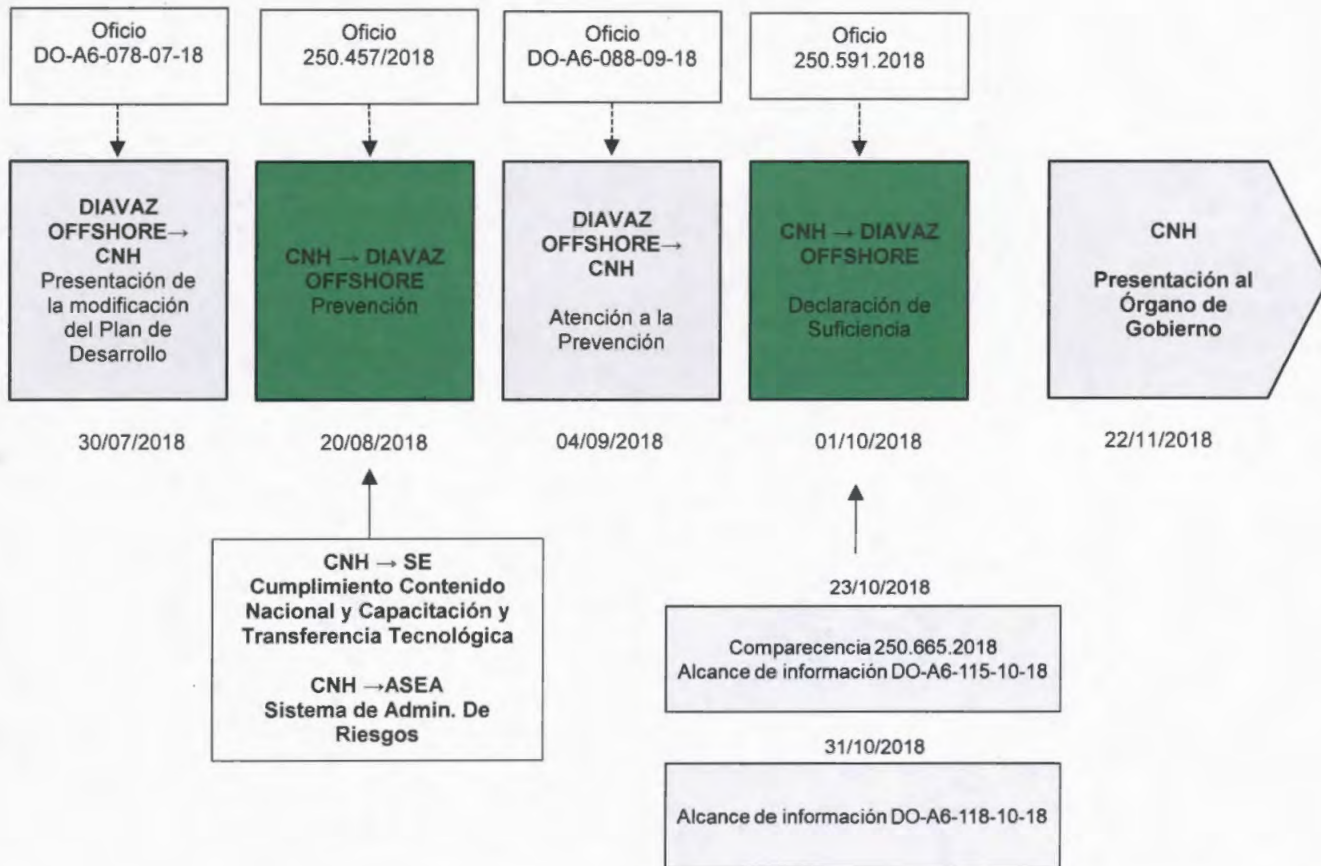 Oficio
DO-A6-078-07-18
Oficio
250.457/2018
Oficio
DO-A6-088-09-18
Oficio
250.591.2018
DIAVAZ
OFFSHORE→
CNH
Presentación de
la modificación
del Plan de
Desarrollo
CNH → DIAVAZ
OFFSHORE
Prevención
DIAVAZ
OFFSHORE→
CNH
Atención a la
Prevención
CNH → DIAVAZ
OFFSHORE
Declaración de
Suficiencia
CNH
Presentación al
Órgano de
Gobierno
30/07/2018
20/08/2018
04/09/2018
01/10/2018
22/11/2018
CNH → SE
Cumplimiento Contenido
Nacional y Capacitación y
Transferencia Tecnológica
CNH →ASEA
Sistema de Admin. De
Riesgos
23/10/2018
Comparecencia 250.665.2018
Alcance de información DO-A6-115-10-18
31/10/2018
Alcance de información DO-A6-118-10-18